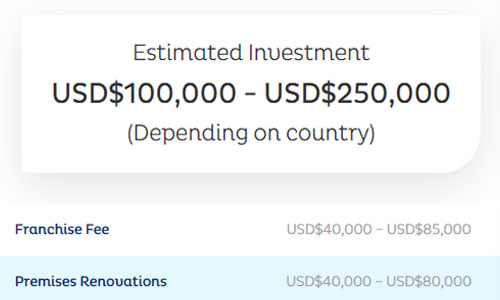 Estimated Investment
USD$100,000 - USD$250,000
(Depending on country)
Franchise Fee USD$40,000 – USD$85,000
Premises Renovations USD$40,000 – USD$80,000